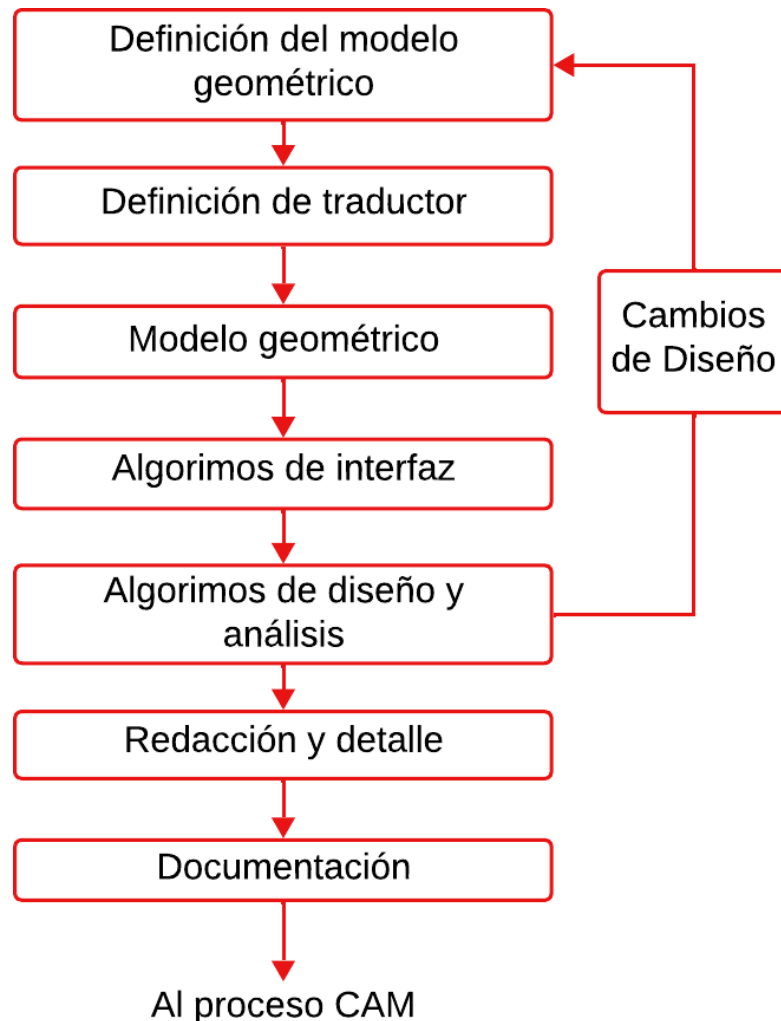 Definición del modelo
geométrico
Definición de traductor
Modelo geométrico
Cambios
de Diseño
Algorimos de interfaz
Algorimos de diseño y
análisis
Redacción y detalle
Documentación
Al proceso CAM